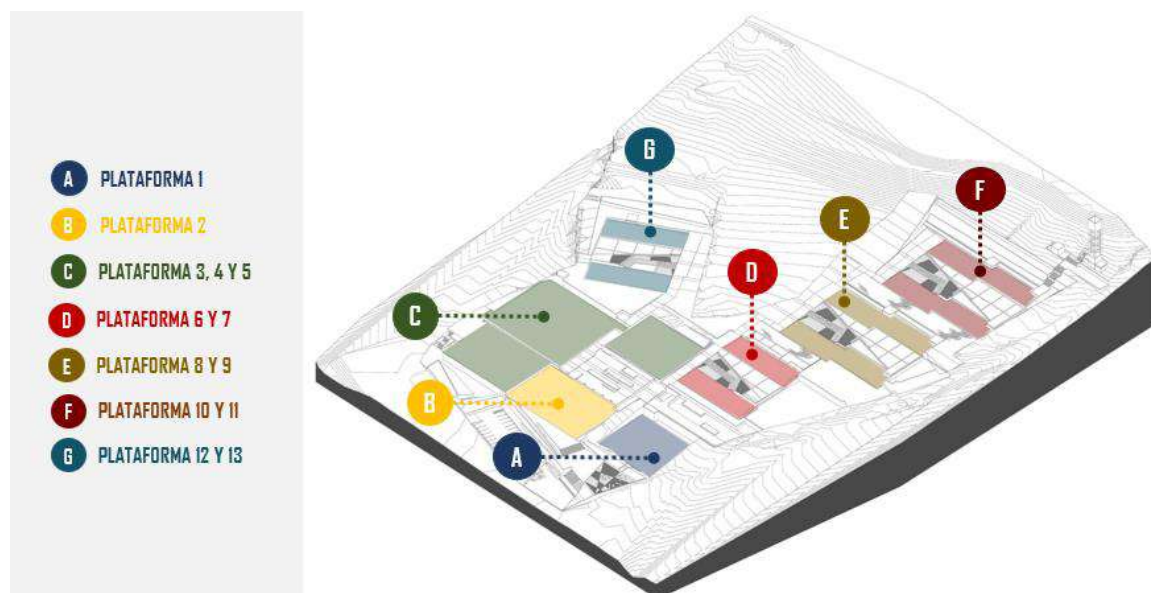 A PLATAFORMA 1
B PLATAFORMA 2
C PLATAFORMA 3, 4 Y 5
D PLATAFORMA 6 Y 7
E PLATAFORMA 8 Y 9
F PLATAFORMA 10 Y 11
G PLATAFORMA 12 Y 13
G
F
E
D
C
B
A